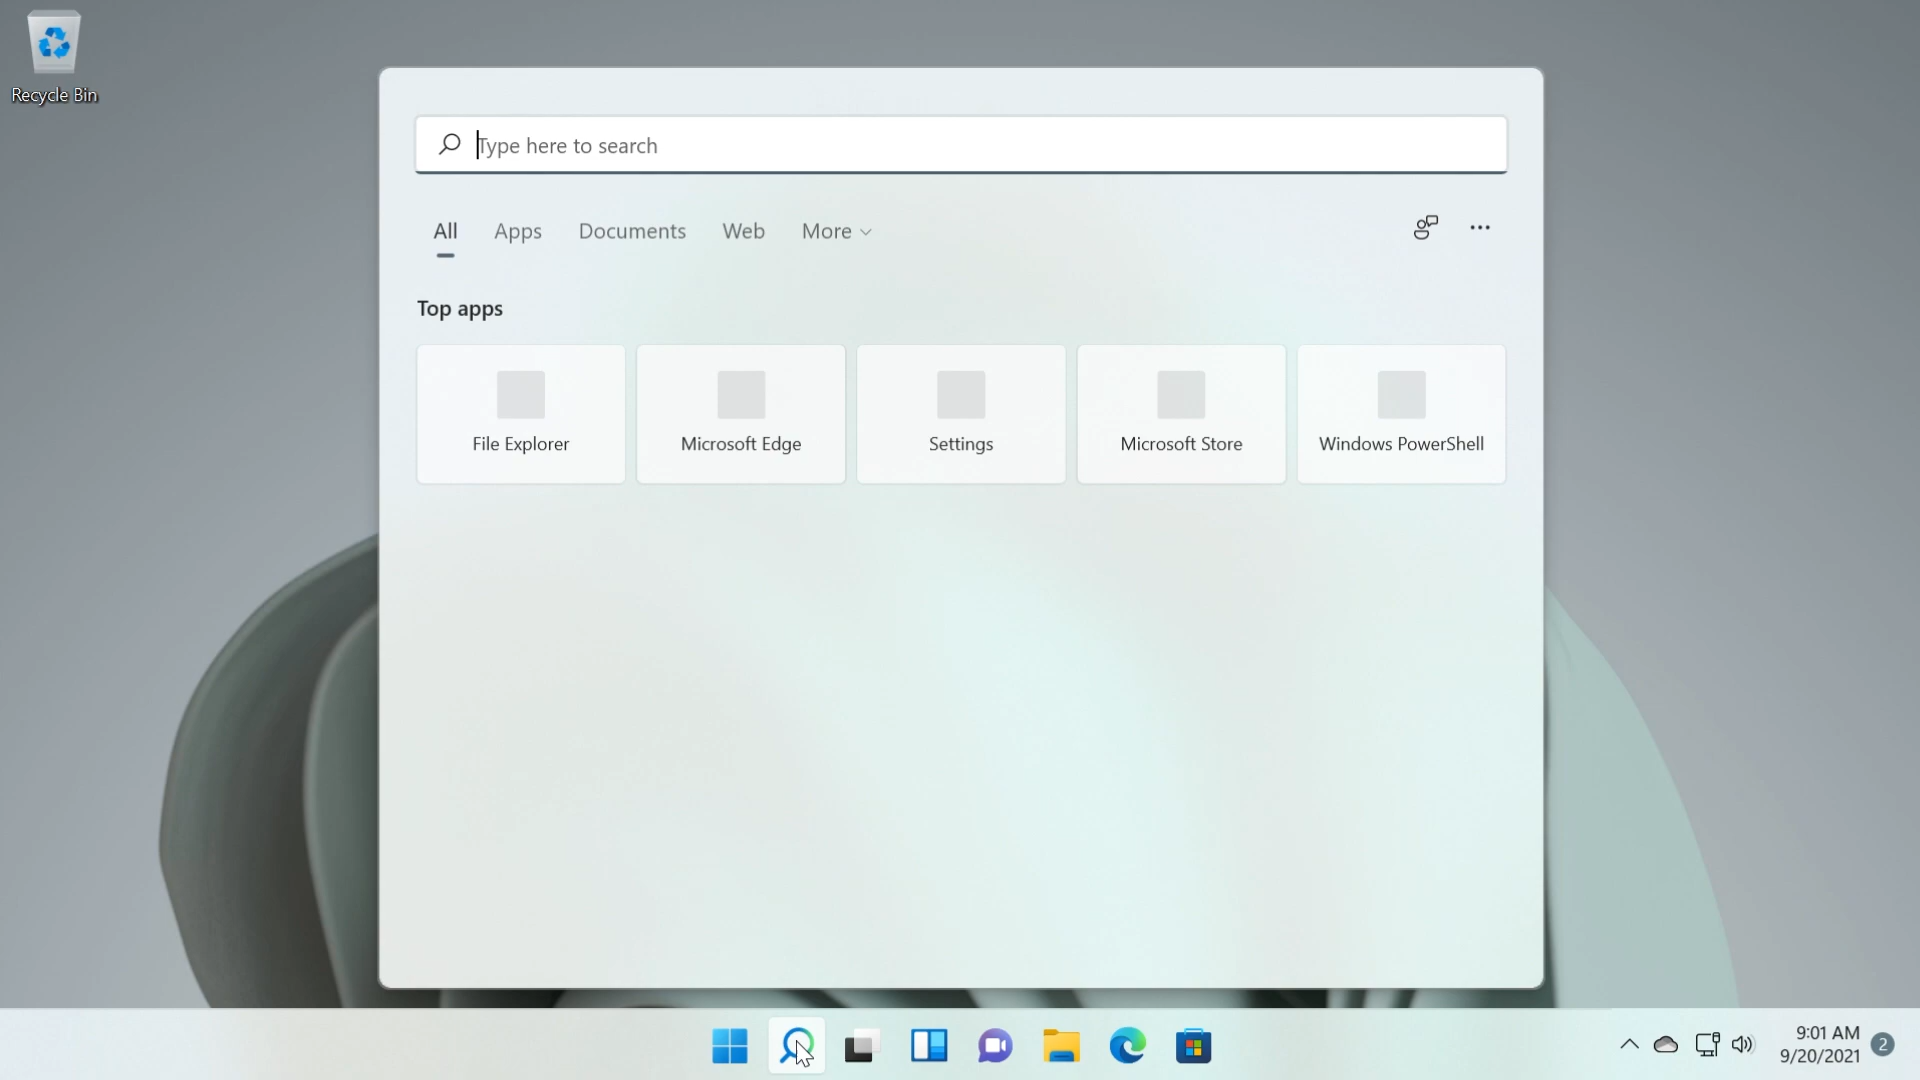 Recycle Bin
Type here to search
All Apps Documents Web More
Top apps
File Explorer Microsoft Edge Settings Microsoft Store Windows PowerShell
9:01 AM
9/20/2021 2